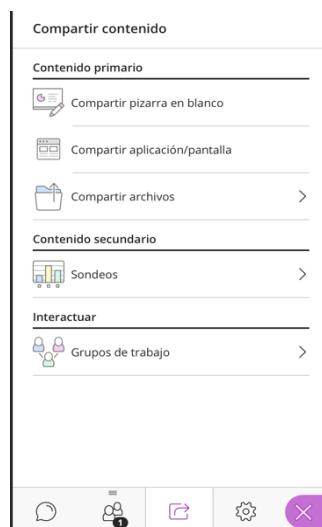 Compartir contenido
Contenido primario
Compartir pizarra en blanco
Compartir aplicación/pantalla
Compartir archivos
Contenido secundario
Sondeos
Interactuar
Grupos de trabajo
1